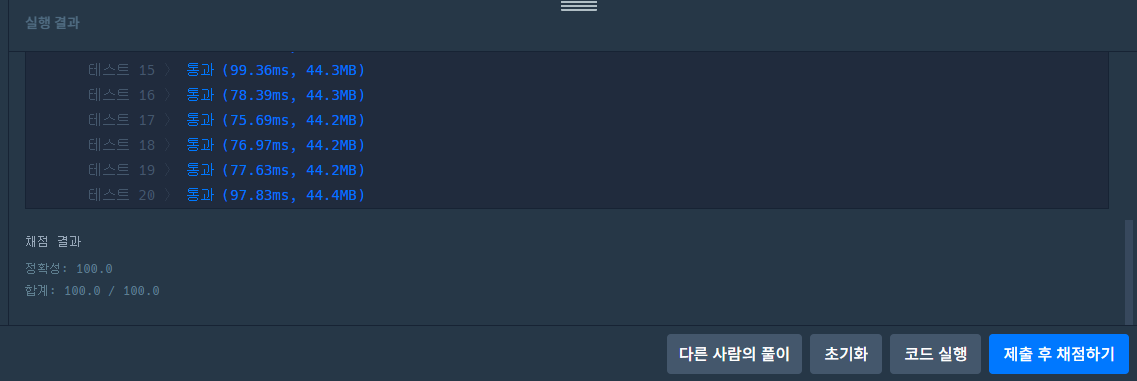 실행 결과
테스트 15 〉 통과 (99.36ms, 44.3MB)
테스트 16 〉 통과 (78.39ms, 44.3MB)
테스트 17 〉 통과 (75.69ms, 44.2MB)
테스트 18 〉 통과 (76.97ms, 44.2MB)
테스트 19 〉 통과 (77.63ms, 44.2MB)
테스트 20 〉 통과 (97.83ms, 44.4MB)
채점 결과
정확성: 100.0
합계: 100.0 / 100.0
다른 사람의 풀이 초기화 코드 실행 제출 후 채점하기